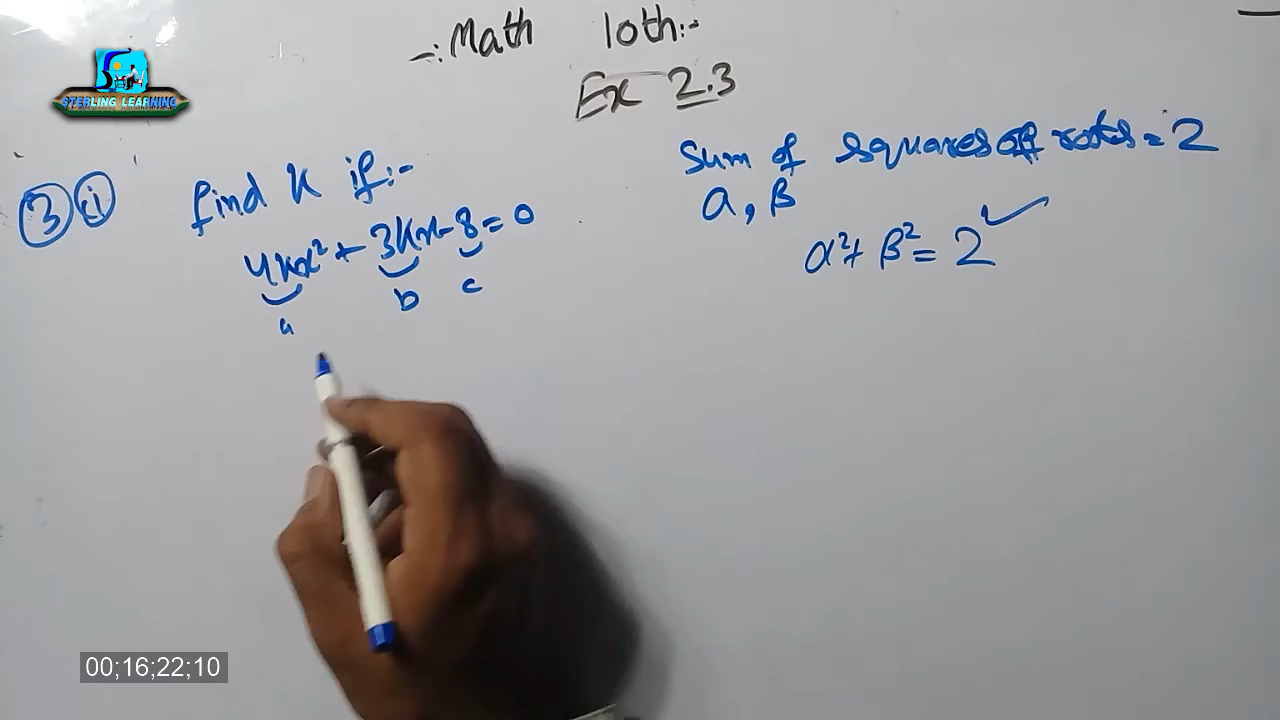 -: Math 10th:-
Ex 2.3
STERLING LEARNING
3 i find K if:-
4kx² + 3kx - 8 = 0
a b c
Sum of squares of roots = 2
α, β
α² + β² = 2
00;16;22;10